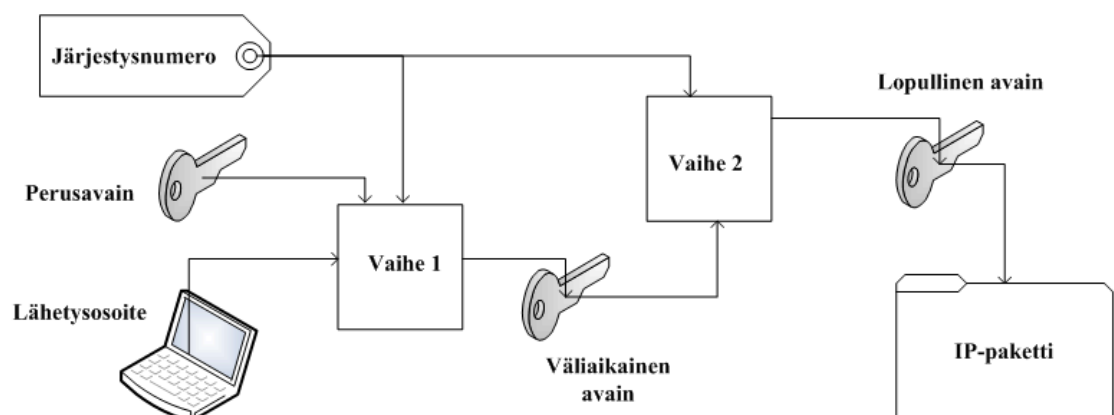 Järjestysnumero
Lopullinen avain
Vaihe 2
Perusavain
Vaihe 1
Lähetysosoite
Väliaikainen
avain
IP-paketti